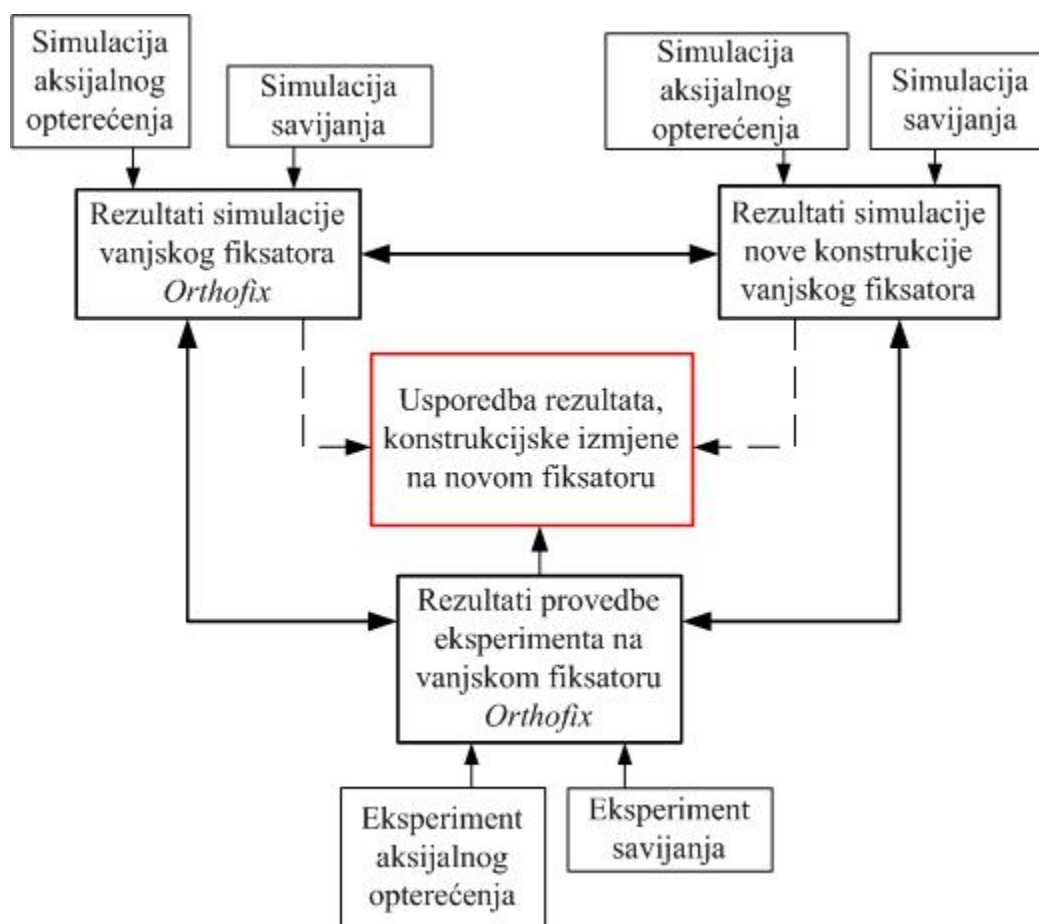 Simulacija
aksijalnog
opterećenja
Simulacija
savijanja
Simulacija
aksijalnog
opterećenja
Simulacija
savijanja
Rezultati simulacije
vanjskog fiksatora
Orthofix
Rezultati simulacije
nove konstrukcije
vanjskog fiksatora
Usporedba rezultata,
konstrukcijske izmjene
na novom fiksatoru
Rezultati provedbe
eksperimenta na
vanjskom fiksatoru
Orthofix
Eksperiment
aksijalnog
opterećenja
Eksperiment
savijanja